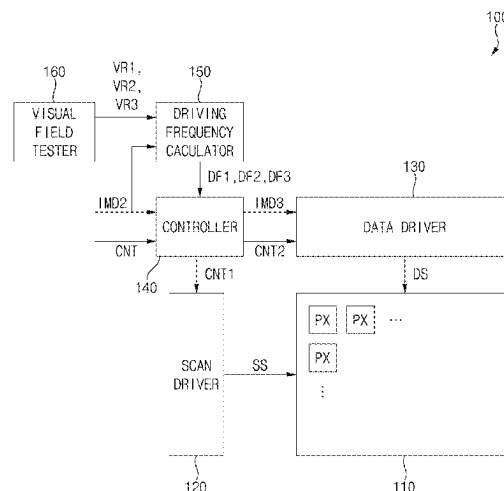 100
160
VR1,
VR2,
VR3
150
VISUAL
FIELD
TESTER
DRIVING
FREQUENCY
CACULATOR
DF1,DF2,DF3
130
IMD2
CONTROLLER
IMD3
DATA DRIVER
CNT
CNT2
140
CNT1
DS
PX PX ...
PX
⋮
SCAN
DRIVER
SS
120
110